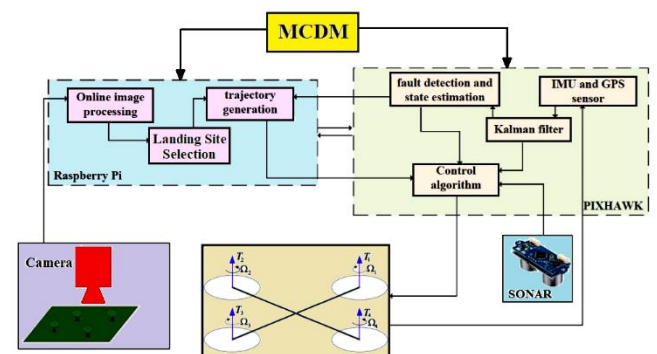 MCDM
Online image
processing
trajectory
generation
Landing Site
Selection
Raspberry Pi
fault detection and
state estimation
IMU and GPS
sensor
Kalman filter
Control
algorithm
PIXHAWK
Camera
T₂
Ω₂
T₁
Ω₁
T₃
Ω₃
T₄
Ω₄
SONAR